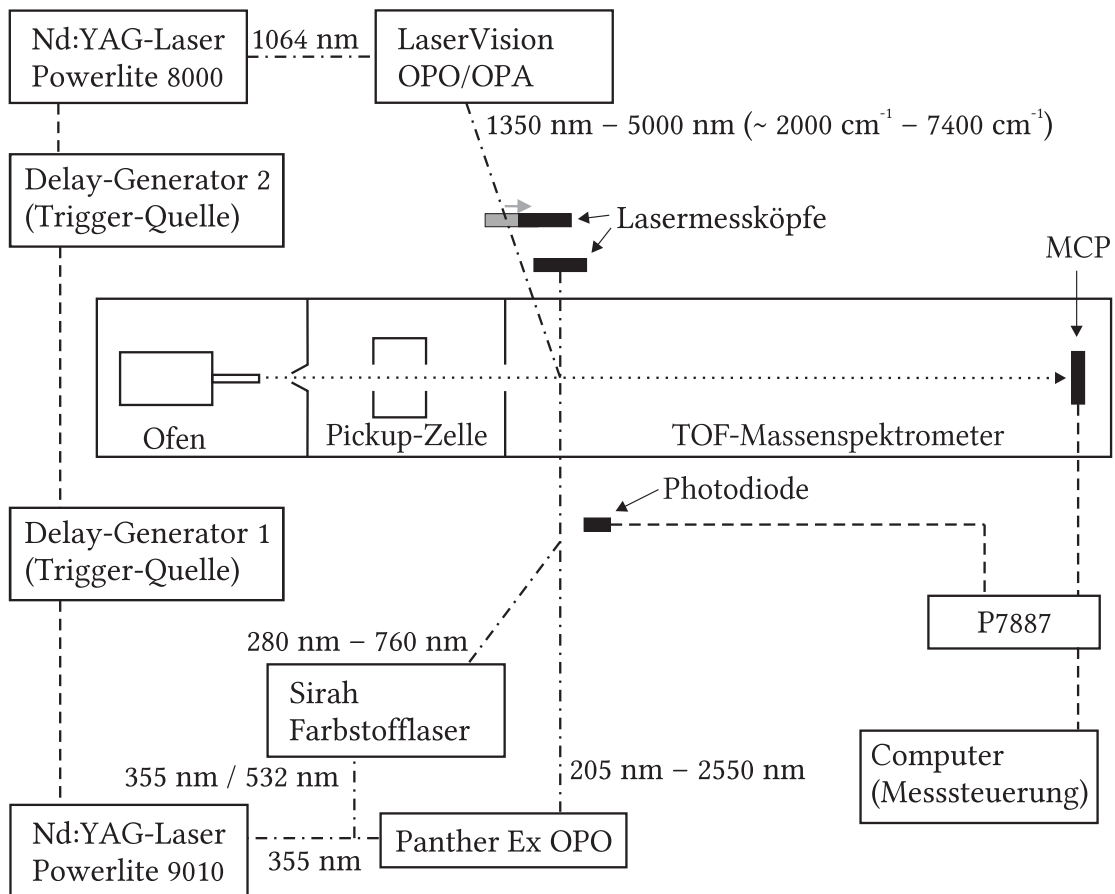 Nd:YAG-Laser
Powerlite 8000
1064 nm
LaserVision
OPO/OPA
1350 nm – 5000 nm (~ 2000 cm⁻¹ – 7400 cm⁻¹)
Delay-Generator 2
(Trigger-Quelle)
Lasermessköpfe
MCP
Ofen
Pickup-Zelle
TOF-Massenspektrometer
Photodiode
Delay-Generator 1
(Trigger-Quelle)
P7887
280 nm – 760 nm
Sirah
Farbstofflaser
355 nm / 532 nm
205 nm – 2550 nm
Computer
(Messsteuerung)
Nd:YAG-Laser
Powerlite 9010
355 nm
Panther Ex OPO